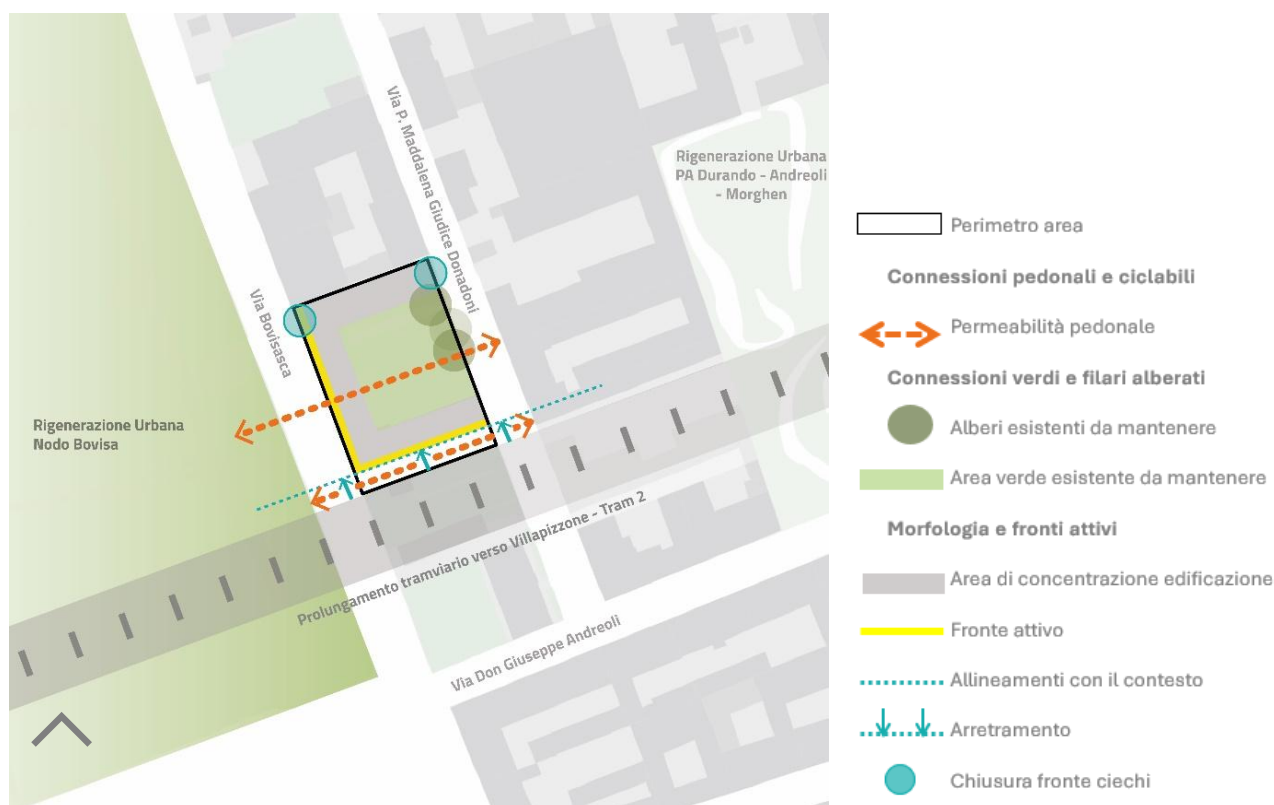 Via P. Maddalena Giudice Donadoni
Rigenerazione Urbana
PA Durando - Andreoli
- Morghen
Via Bovisasca
Rigenerazione Urbana
Nodo Bovisa
Prolungamento tramviario verso Villapizzone - Tram 2
Via Don Giuseppe Andreoli
Perimetro area
Connessioni pedonali e ciclabili
Permeabilità pedonale
Connessioni verdi e filari alberati
Alberi esistenti da mantenere
Area verde esistente da mantenere
Morfologia e fronti attivi
Area di concentrazione edificazione
Fronte attivo
Allineamenti con il contesto
Arretramento
Chiusura fronte ciechi